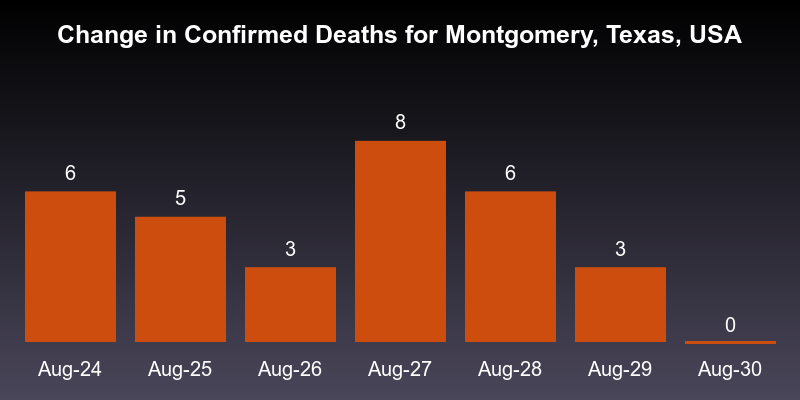 Change in Confirmed Deaths for Montgomery, Texas, USA
6
5
3
8
6
3
0
Aug-24
Aug-25
Aug-26
Aug-27
Aug-28
Aug-29
Aug-30